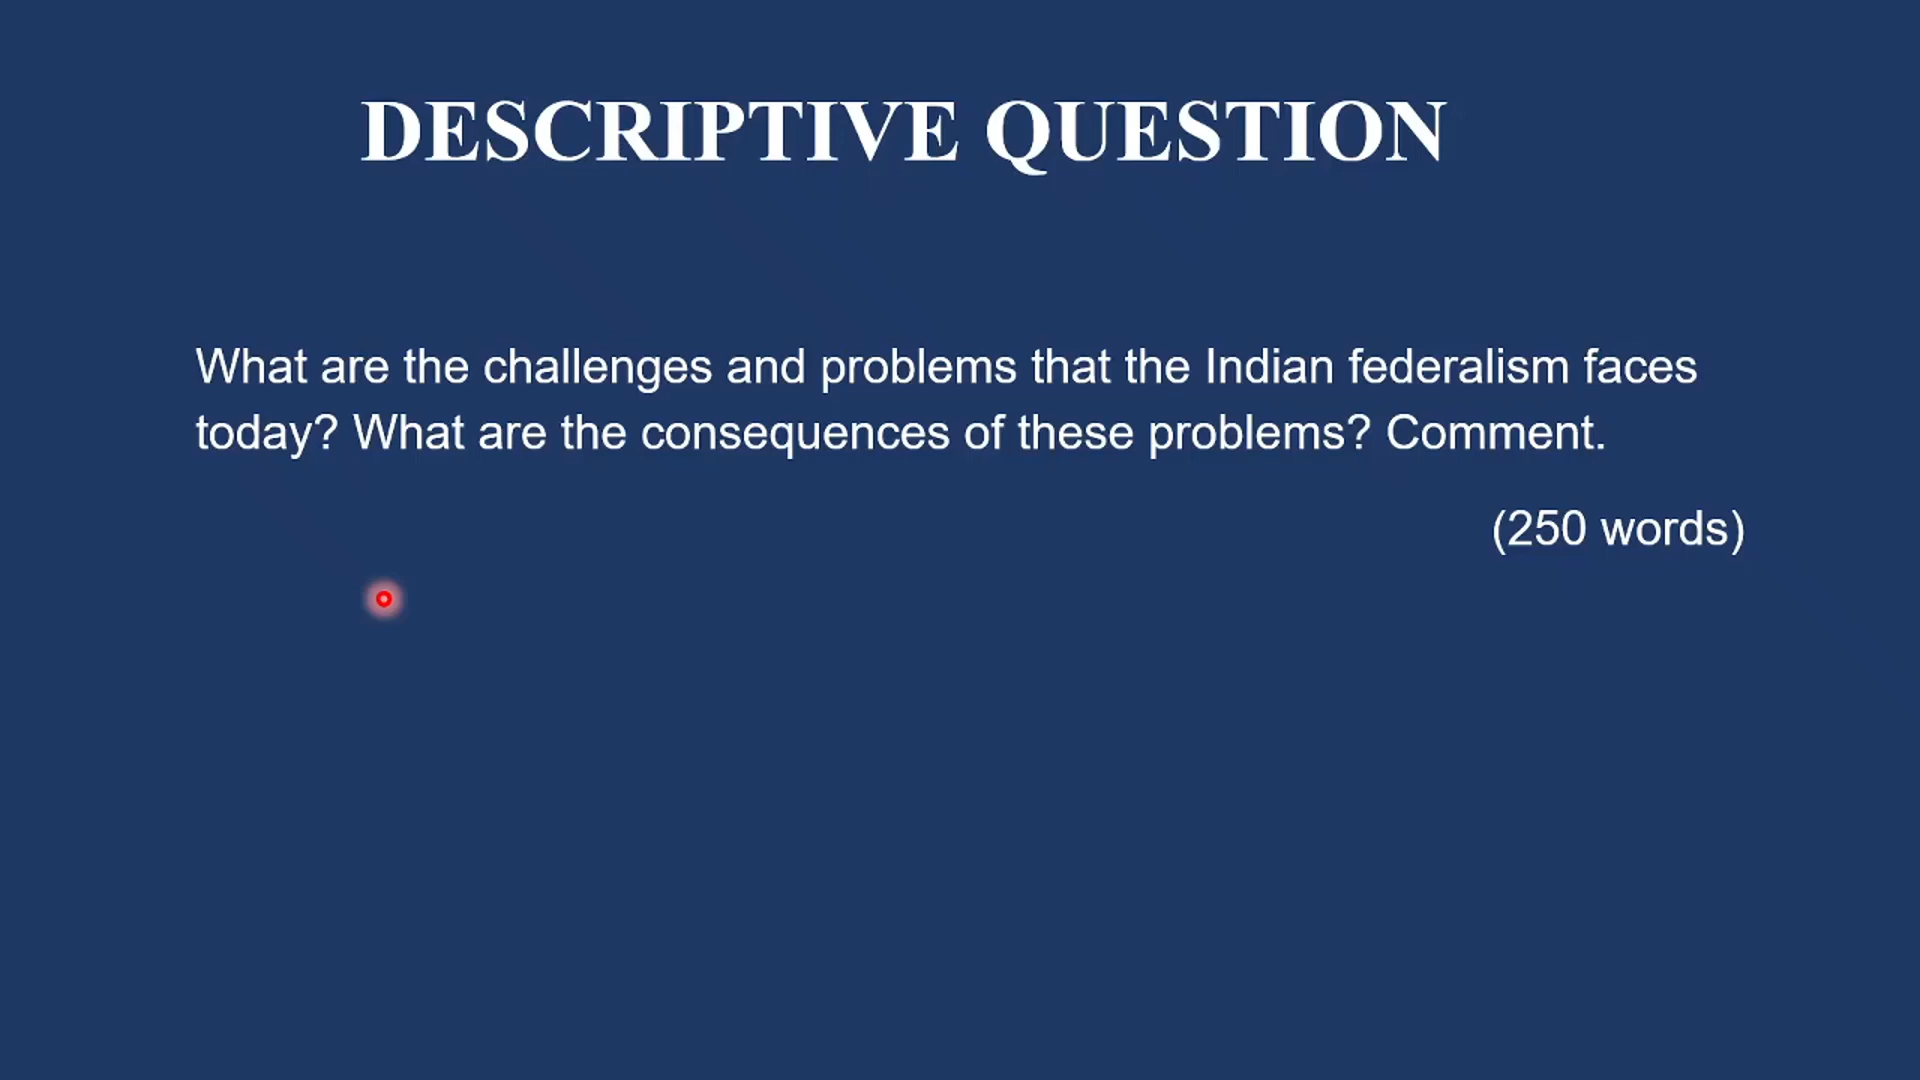 DESCRIPTIVE QUESTION
What are the challenges and problems that the Indian federalism faces
today? What are the consequences of these problems? Comment.
(250 words)